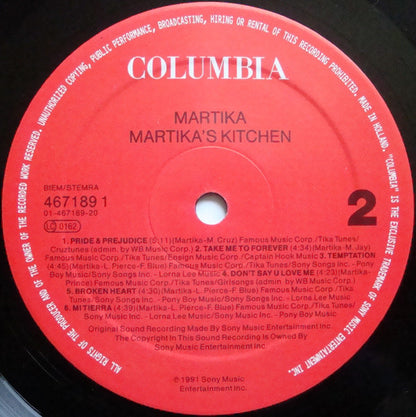 ALL RIGHTS OF THE PRODUCER AND OF THE OWNER OF THE RECORDED WORK RESERVED. UNAUTHORIZED COPYING, PUBLIC PERFORMANCE, BROADCASTING, HIRING OR RENTAL OF THIS RECORDING PROHIBITED. MADE IN HOLLAND. "COLUMBIA" IS THE EXCLUSIVE TRADEMARK OF SONY MUSIC ENTERTAINMENT, INC.
COLUMBIA
MARTIKA
MARTIKA'S KITCHEN
BIEM/STEMRA
467189 1
01-467189-20
LC 0162
2
1. PRIDE & PREJUDICE (5:11)(Martika-M. Cruz) Famous Music Corp./Tika Tunes/
Cruztunes (admin. by WB Music Corp.) 2. TAKE ME TO FOREVER (4:34)(Martika-M. Jay)
Famous Music Corp./Tika Tunes/Ensign Music Corp./Captain Hook Music 3. TEMPTATION
(4:45)(Martika-L. Pierce-F. Blue) Famous Music Corp./Tika Tunes/Sony Songs Inc. -
Pony Boy Music/Sony Songs Inc. - Lorna Lee Music 4. DON'T SAY U LOVE ME (4:23)(Martika-
Prince) Famous Music Corp./Tika Tunes/Girlsongs (admin by WB Music Corp.)
5. BROKEN HEART (4:36)(Martika-L. Pierce-F. Blue) Famous Music Corp./Tika Tunes/
Sony Songs Inc. - Pony Boy Music/Sony Songs Inc. - Lorna Lee Music
6. MI TIERRA (4:39)(Martika-L. Pierce-F. Blue) Famous Music Corp./Tika Tunes/
Sony Music Inc. - Lorna Lee Music/Sony Songs Inc. - Pony Boy Music
Original Sound Recording Made By Sony Music Entertainment Inc.
The Copyright In This Sound Recording Is Owned By
Sony Music Entertainment Inc
℗ 1991 Sony Music
Entertainment Inc.